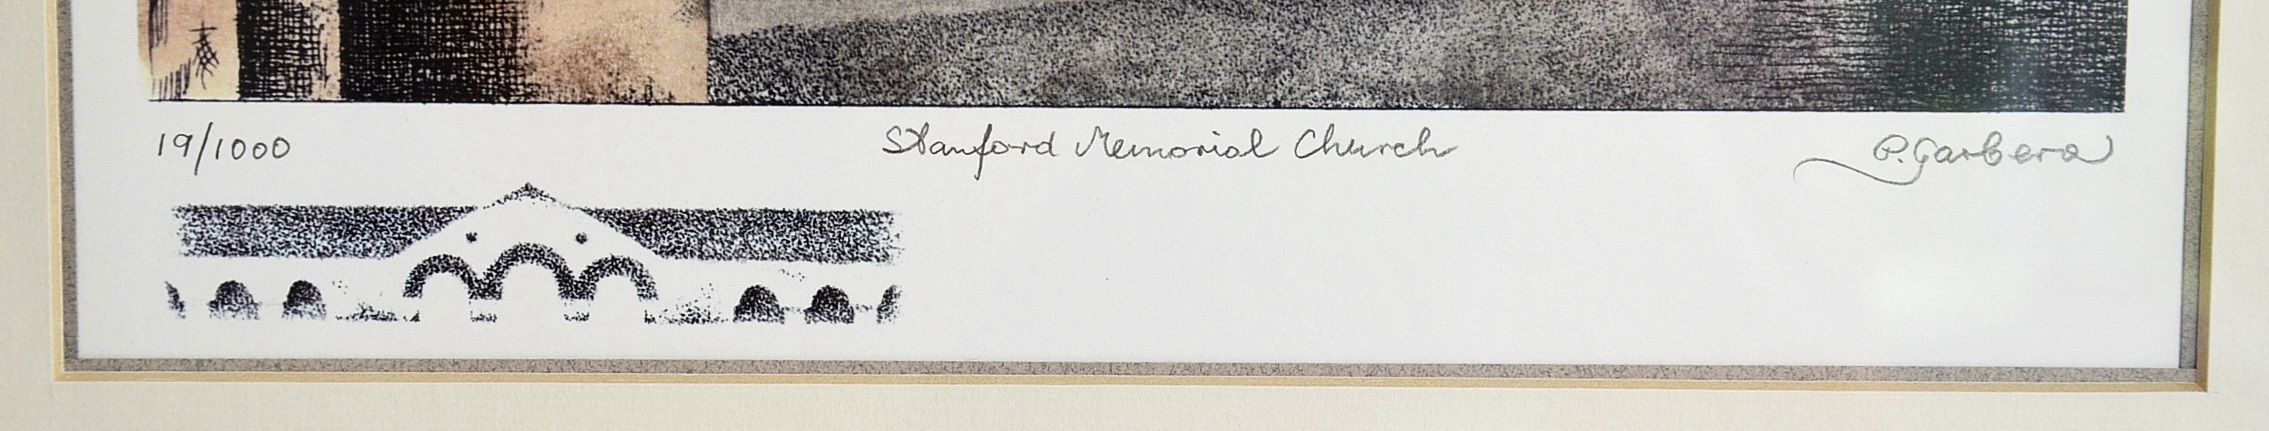 19/1000 Stanford Memorial Church P. Garbera